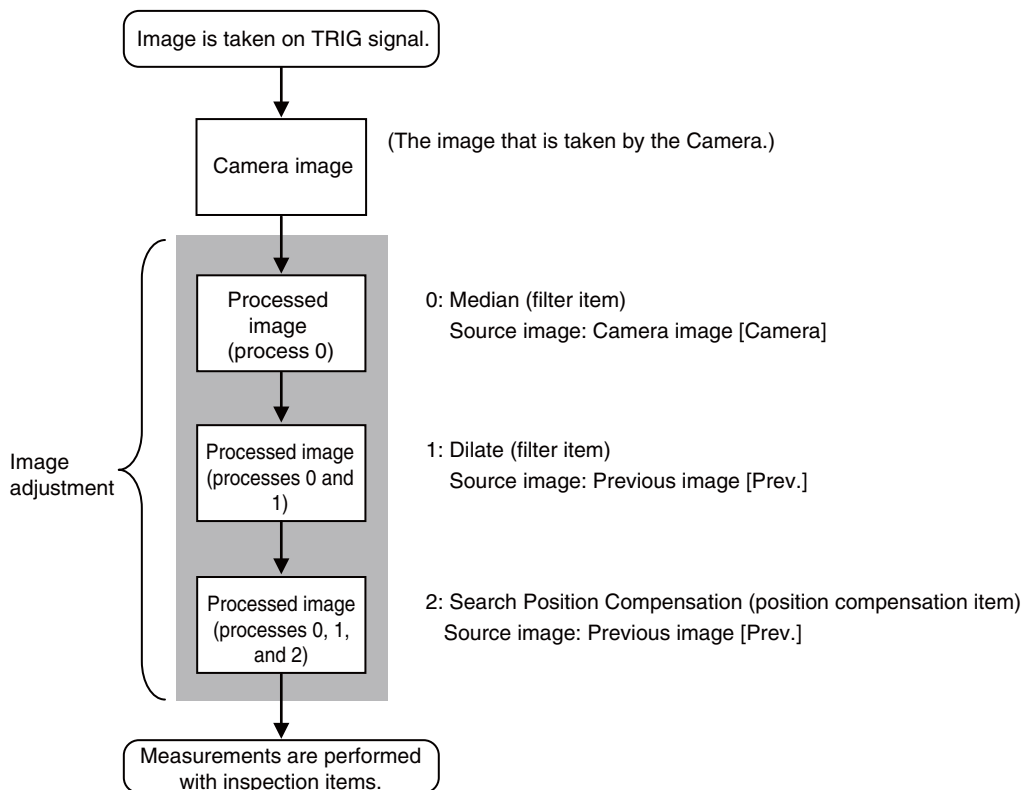 Image is taken on TRIG signal.
Camera image
(The image that is taken by the Camera.)
Processed
image
(process 0)
0: Median (filter item)
Source image: Camera image [Camera]
Image
adjustment
Processed image
(processes 0 and
1)
1: Dilate (filter item)
Source image: Previous image [Prev.]
Processed image
(processes 0, 1,
and 2)
2: Search Position Compensation (position compensation item)
Source image: Previous image [Prev.]
Measurements are performed
with inspection items.